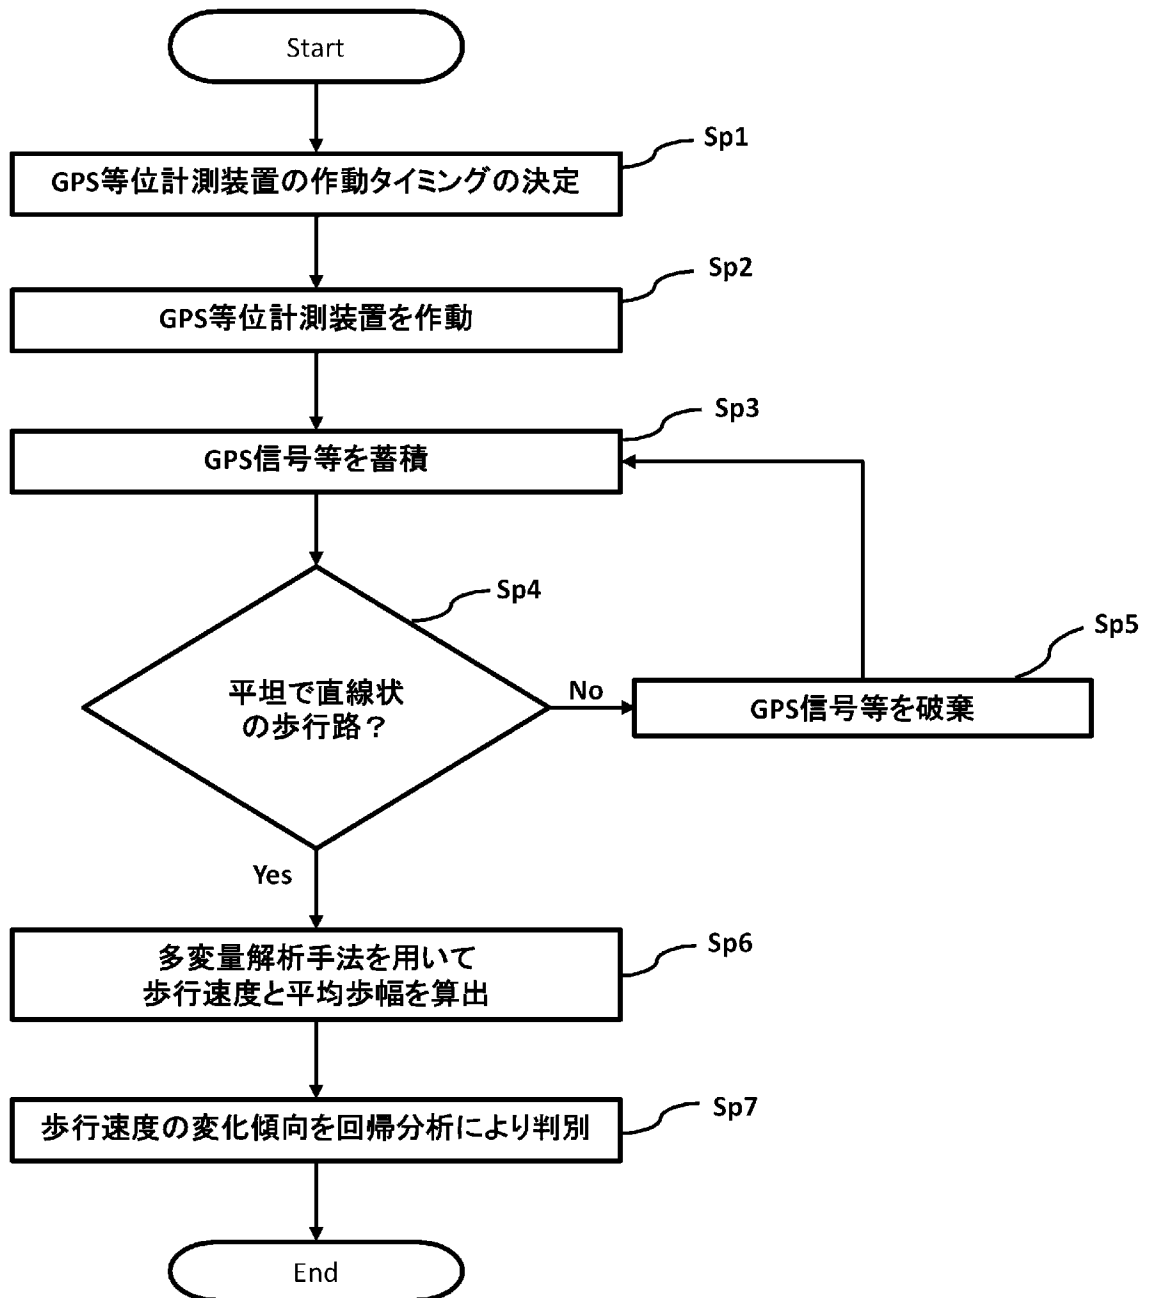 Start
Sp1
GPS等位計測装置の作動タイミングの決定
Sp2
GPS等位計測装置を作動
Sp3
GPS信号等を蓄積
Sp4
平坦で直線状
の歩行路？
No
Sp5
GPS信号等を破棄
Yes
Sp6
多変量解析手法を用いて
歩行速度と平均歩幅を算出
Sp7
歩行速度の変化傾向を回帰分析により判別
End